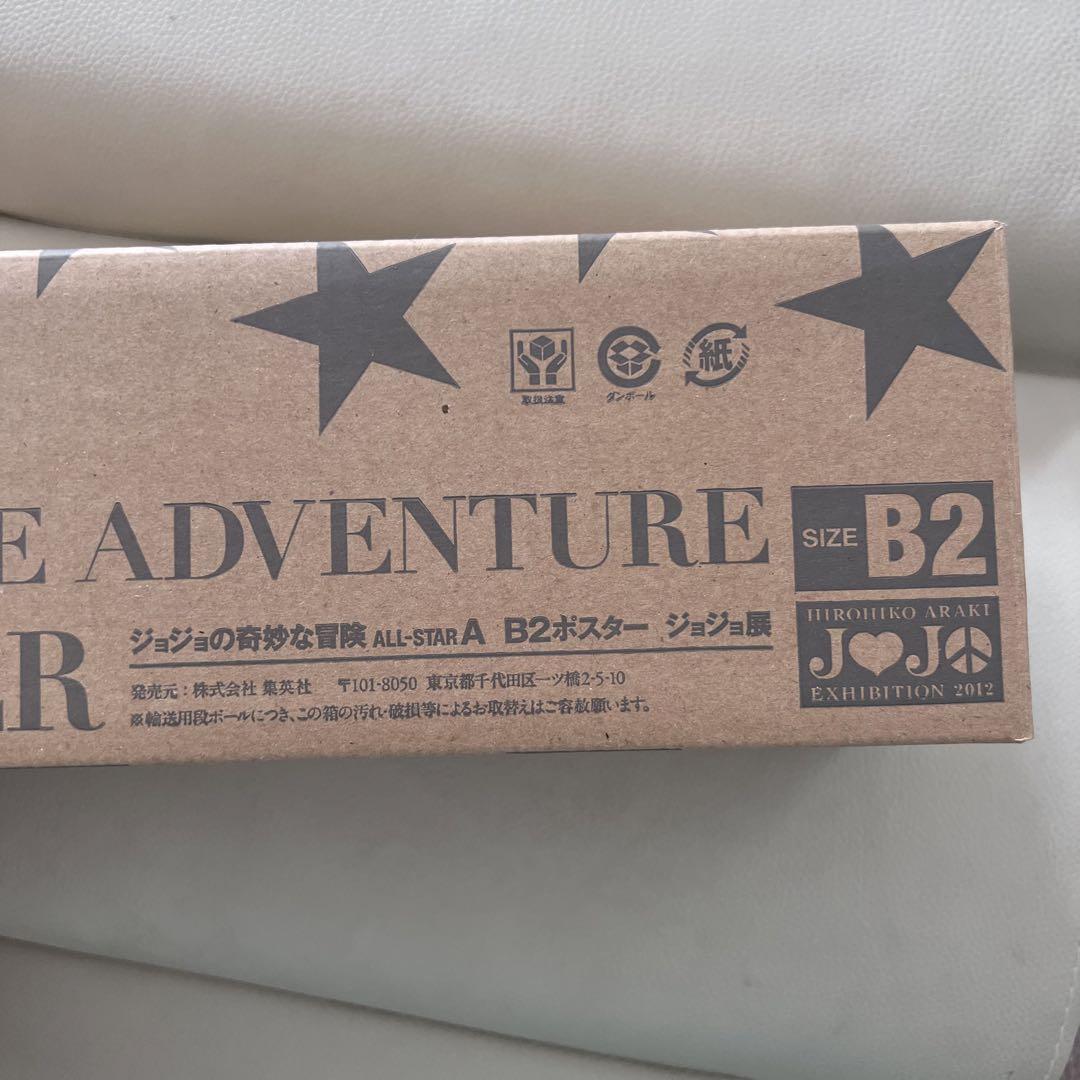 取扱注意
ダンボール
紙
E ADVENTURE
SIZE B2
ER
ジョジョの奇妙な冒険 ALL-STAR A B2ポスター ジョジョ展
発売元:株式会社 集英社 〒101-8050 東京都千代田区一ツ橋2-5-10
※輸送用段ボールにつき、この箱の汚れ・破損等によるお取替えはご容赦願います。
HIROHIKO ARAKI
J♥J☮
EXHIBITION 2012